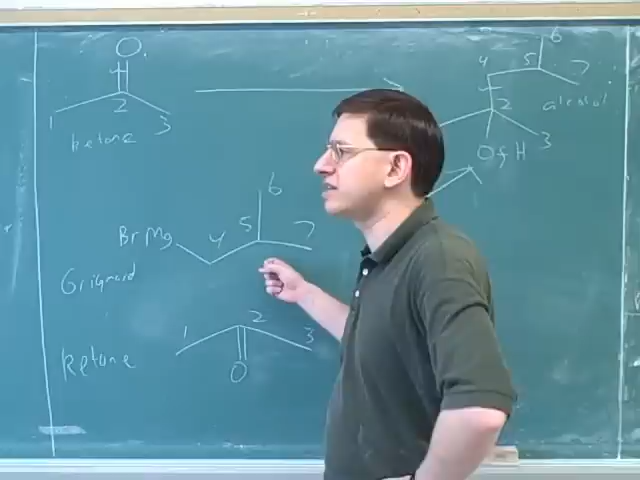 O
1 2 3
ketone
6
4 5 7
2 alcohol
3
OH
6
5 7
BrMg 4
Grignard
1 2 3
ketone
O